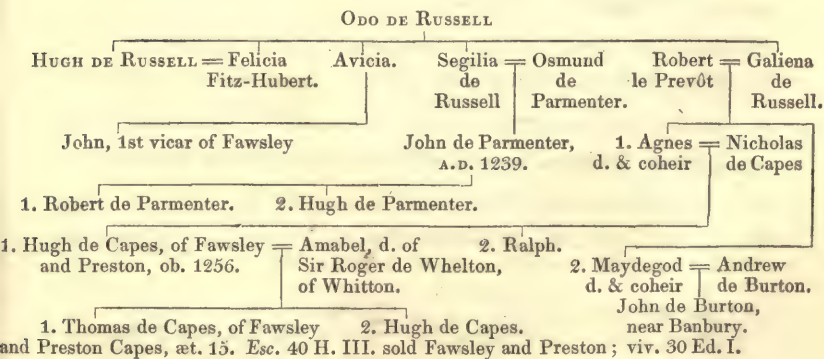 ODO DE RUSSELL
HUGH DE RUSSELL = Felicia Avicia. Segilia = Osmund Robert = Galiena
Fitz-Hubert. de de le Prevôt de
Russell Parmenter. Russell.
John, 1st vicar of Fawsley John de Parmenter, 1. Agnes = Nicholas
A.D. 1239. d. & coheir de Capes
1. Robert de Parmenter. 2. Hugh de Parmenter.
1. Hugh de Capes, of Fawsley = Amabel, d. of 2. Ralph.
and Preston, ob. 1256. Sir Roger de Whelton, 2. Maydegod = Andrew
of Whitton. d. & coheir de Burton.
John de Burton,
1. Thomas de Capes, of Fawsley 2. Hugh de Capes. near Banbury.
and Preston Capes, æt. 15. Esc. 40 H. III. sold Fawsley and Preston; viv. 30 Ed. I.